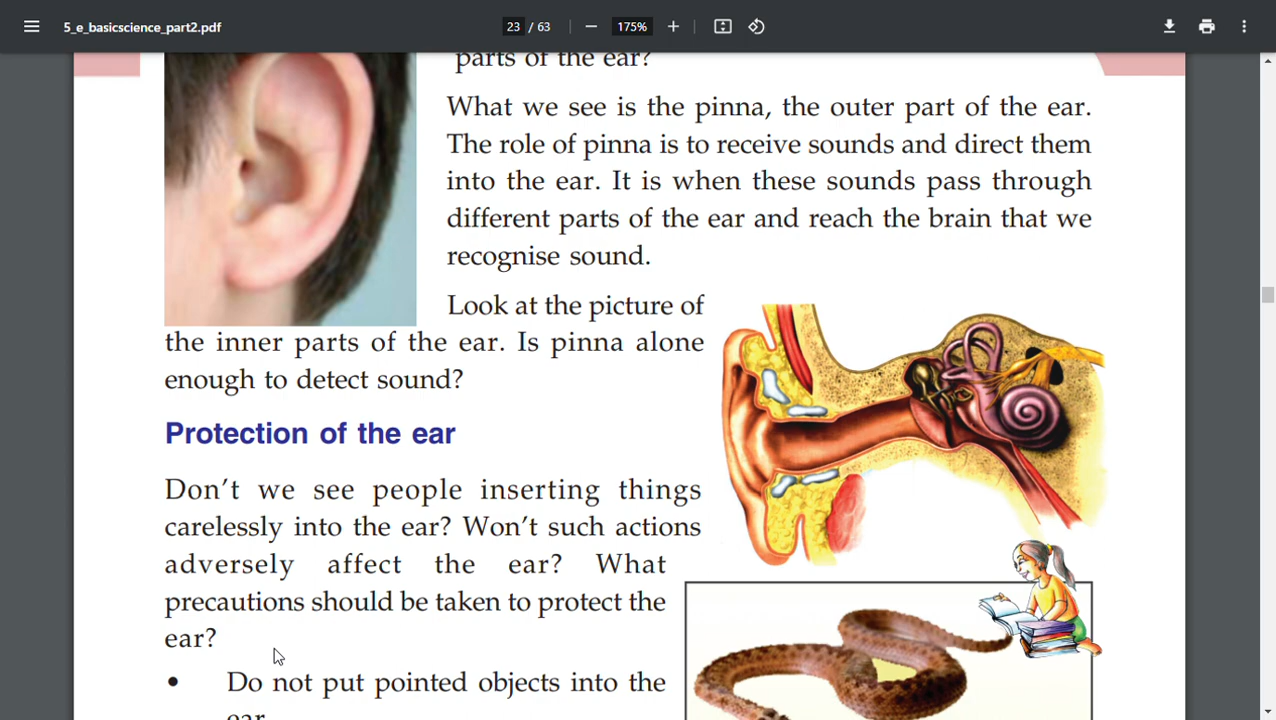 5_e_basicscience_part2.pdf
23 / 63
175%
parts of the ear?
What we see is the pinna, the outer part of the ear.
The role of pinna is to receive sounds and direct them
into the ear. It is when these sounds pass through
different parts of the ear and reach the brain that we
recognise sound.
Look at the picture of
the inner parts of the ear. Is pinna alone
enough to detect sound?
Protection of the ear
Don’t we see people inserting things
carelessly into the ear? Won’t such actions
adversely affect the ear? What
precautions should be taken to protect the
ear?
• Do not put pointed objects into the
ear